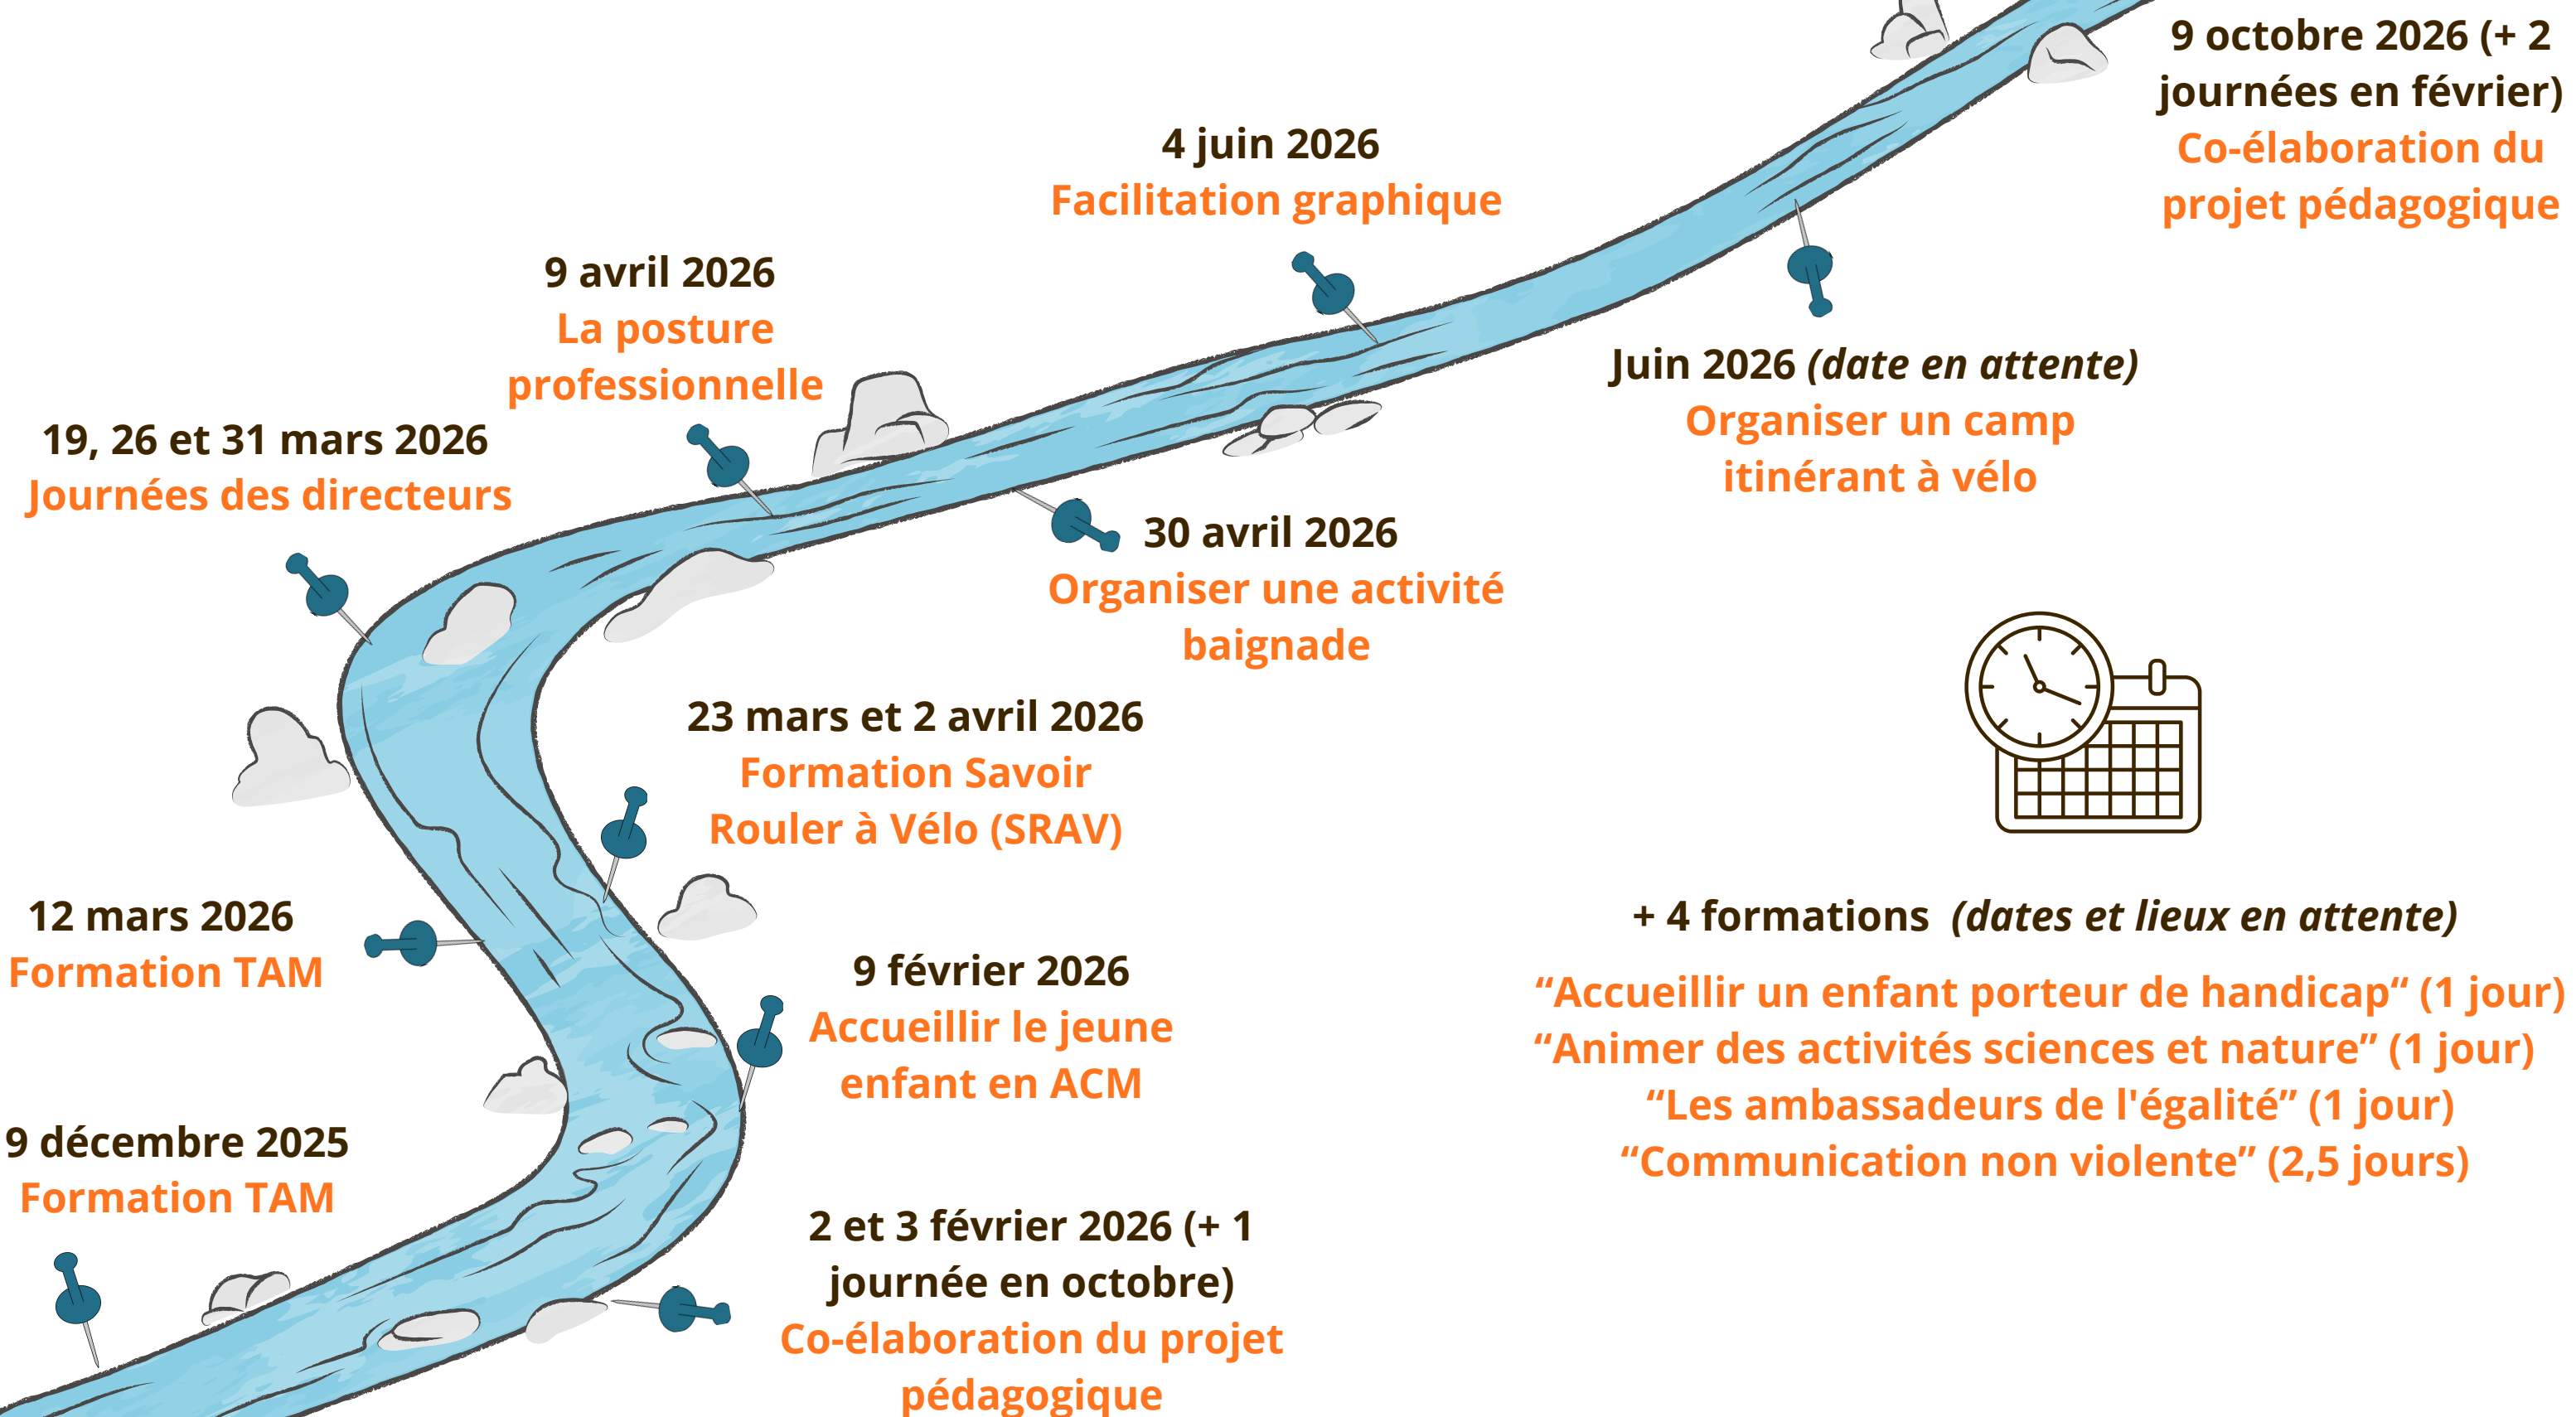 9 octobre 2026 (+ 2
journées en février)
Co-élaboration du
projet pédagogique
4 juin 2026
Facilitation graphique
9 avril 2026
La posture
professionnelle
Juin 2026 (date en attente)
Organiser un camp
itinérant à vélo
19, 26 et 31 mars 2026
Journées des directeurs
30 avril 2026
Organiser une activité
baignade
23 mars et 2 avril 2026
Formation Savoir
Rouler à Vélo (SRAV)
12 mars 2026
Formation TAM
9 février 2026
Accueillir le jeune
enfant en ACM
9 décembre 2025
Formation TAM
2 et 3 février 2026 (+ 1
journée en octobre)
Co-élaboration du projet
pédagogique
+ 4 formations (dates et lieux en attente)
“Accueillir un enfant porteur de handicap“ (1 jour)
“Animer des activités sciences et nature” (1 jour)
“Les ambassadeurs de l'égalité” (1 jour)
“Communication non violente” (2,5 jours)